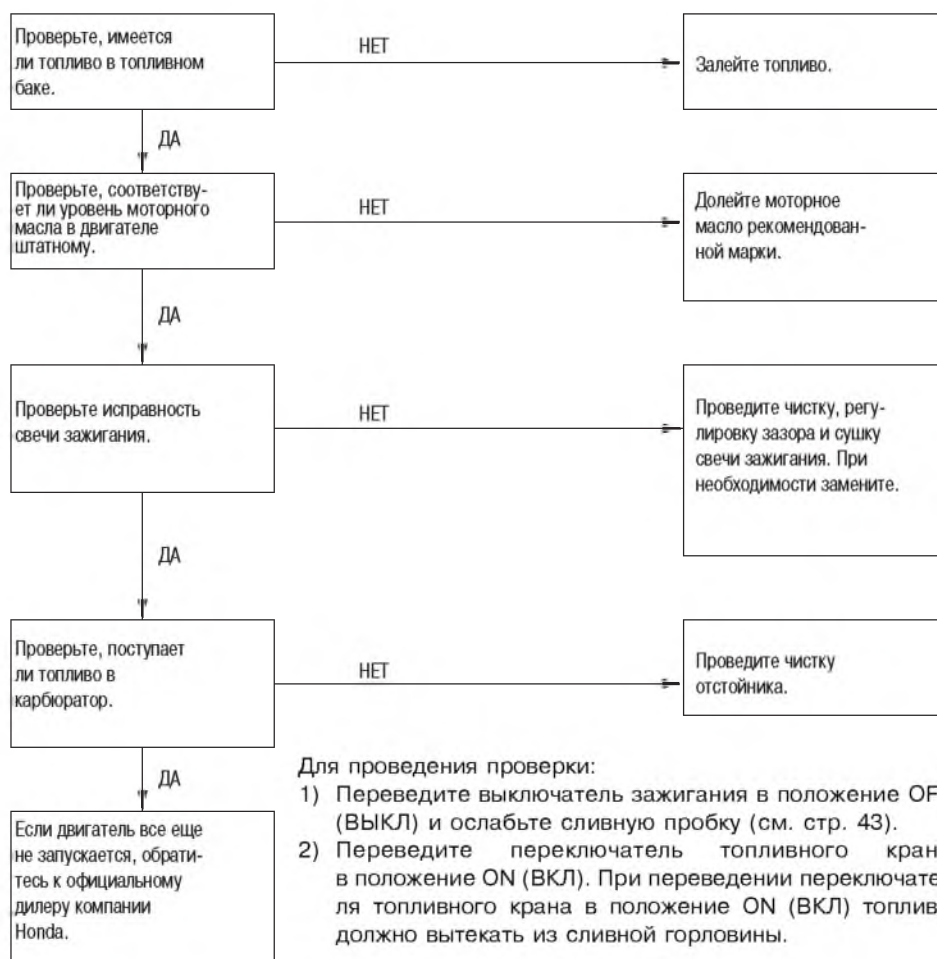 Проверьте, имеется
ли топливо в топливном
баке.
НЕТ
Залейте топливо.
ДА
Проверьте, соответству-
ет ли уровень моторного
масла в двигателе
штатному.
НЕТ
Долейте моторное
масло рекомендован-
ной марки.
ДА
Проверьте исправность
свечи зажигания.
НЕТ
Проведите чистку, регу-
лировку зазора и сушку
свечи зажигания. При
необходимости замените.
ДА
Проверьте, поступает
ли топливо в
карбюратор.
НЕТ
Проведите чистку
отстойника.
ДА
Если двигатель все еще
не запускается, обрати-
тесь к официальному
дилеру компании
Honda.
Для проведения проверки:
1) Переведите выключатель зажигания в положение OF
(ВЫКЛ) и ослабьте сливную пробку (см. стр. 43).
2) Переведите переключатель топливного кран
в положение ON (ВКЛ). При переведении переключате
ля топливного крана в положение ON (ВКЛ) топлив
должно вытекать из сливной горловины.